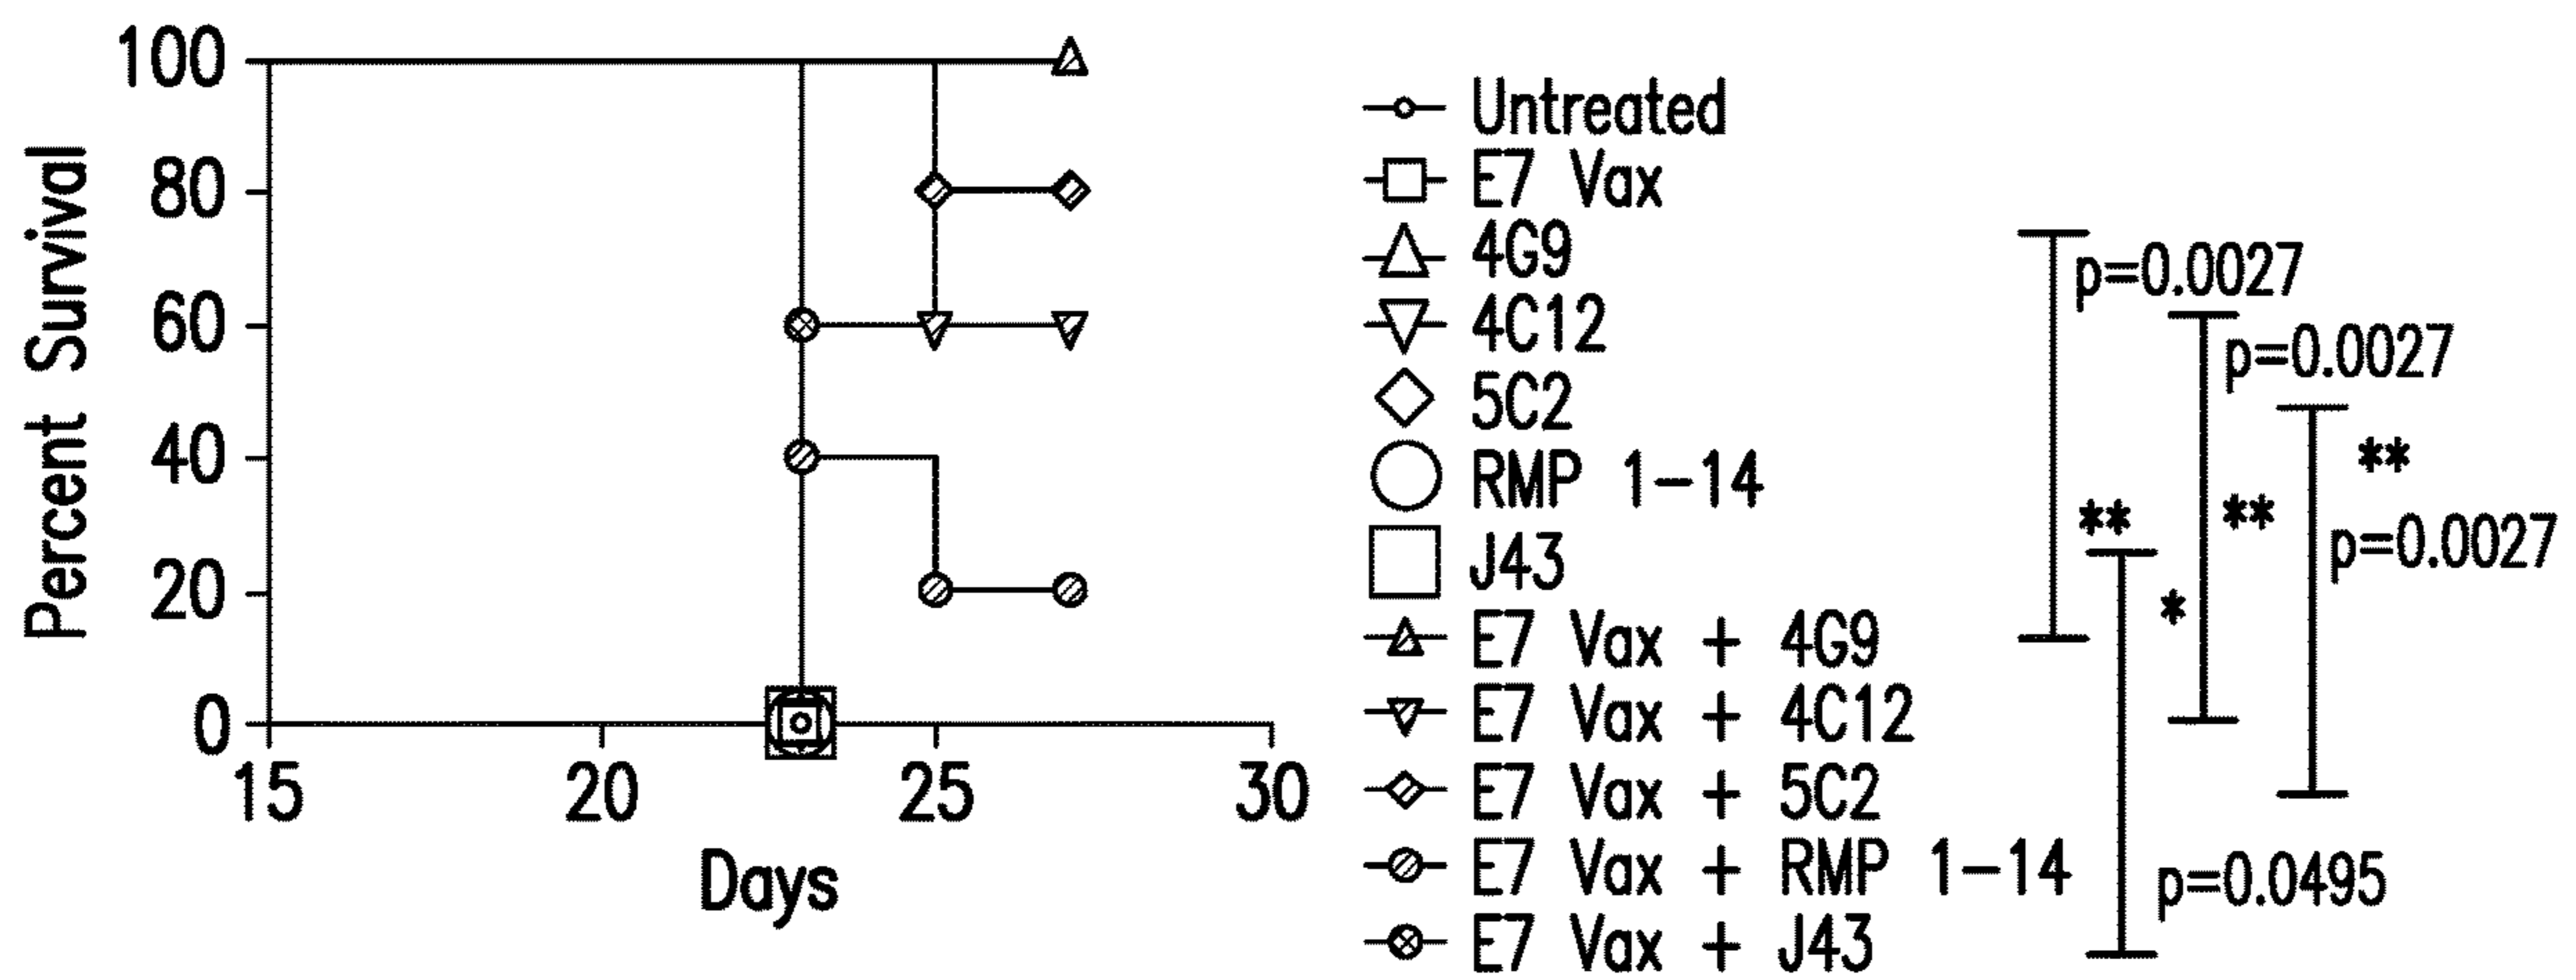 100
80
60
40
20
0
15 20 25 30
Percent Survival
Days
Untreated
E7 Vax
4G9
4C12
5C2
RMP 1-14
J43
E7 Vax + 4G9
E7 Vax + 4C12
E7 Vax + 5C2
E7 Vax + RMP 1-14
E7 Vax + J43
p=0.0027
p=0.0027
**
** **
p=0.0027
*
p=0.0495